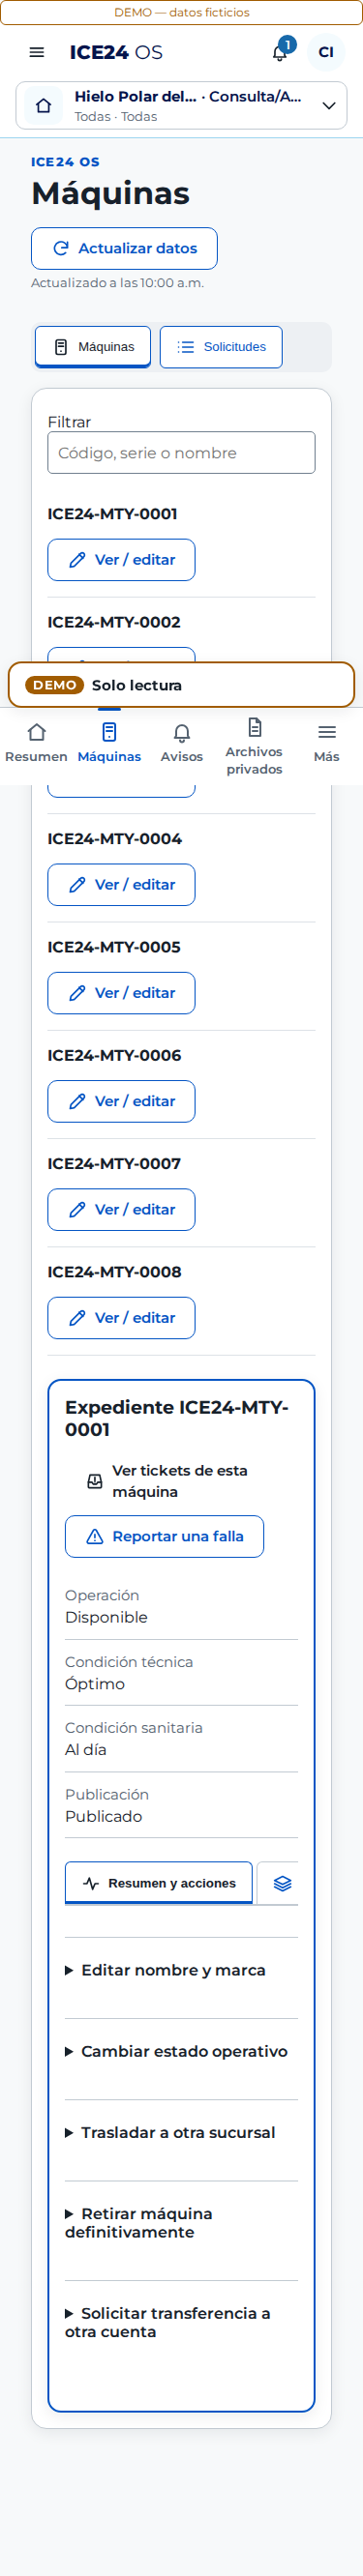 DEMO — datos ficticios
ICE24 OS
1
CI
Hielo Polar del... · Consulta/A...
Todas · Todas
ICE24 OS
Máquinas
Actualizar datos
Actualizado a las 10:00 a.m.
Máquinas
Solicitudes
Filtrar
Código, serie o nombre
ICE24-MTY-0001
Ver / editar
ICE24-MTY-0002
DEMO Solo lectura
Resumen
Máquinas
Avisos
Archivos privados
Más
ICE24-MTY-0004
Ver / editar
ICE24-MTY-0005
Ver / editar
ICE24-MTY-0006
Ver / editar
ICE24-MTY-0007
Ver / editar
ICE24-MTY-0008
Ver / editar
Expediente ICE24-MTY-
0001
Ver tickets de esta
máquina
Reportar una falla
Operación
Disponible
Condición técnica
Óptimo
Condición sanitaria
Al día
Publicación
Publicado
Resumen y acciones
Editar nombre y marca
Cambiar estado operativo
Trasladar a otra sucursal
Retirar máquina
definitivamente
Solicitar transferencia a
otra cuenta